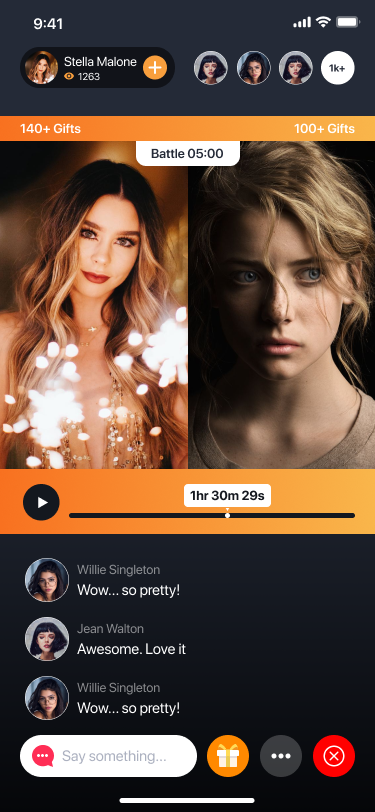 9:41
Stella Malone
1263
1k+
140+ Gifts
100+ Gifts
Battle 05:00
1hr 30m 29s
Willie Singleton
Wow... so pretty!
Jean Walton
Awesome. Love it
Willie Singleton
Wow... so pretty!
Say something...